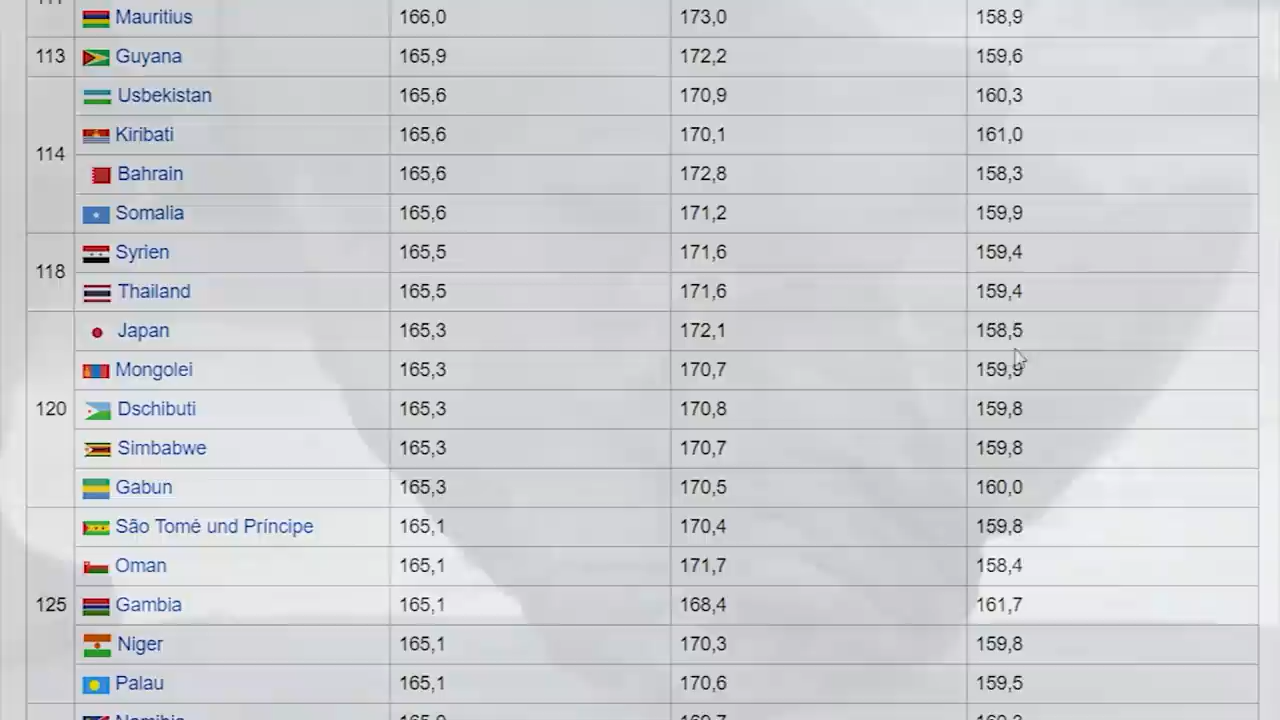 Mauritius 166,0 173,0 158,9
113 Guyana 165,9 172,2 159,6
114 Usbekistan 165,6 170,9 160,3
Kiribati 165,6 170,1 161,0
Bahrain 165,6 172,8 158,3
Somalia 165,6 171,2 159,9
118 Syrien 165,5 171,6 159,4
Thailand 165,5 171,6 159,4
120 Japan 165,3 172,1 158,5
Mongolei 165,3 170,7 159,9
Dschibuti 165,3 170,8 159,8
Simbabwe 165,3 170,7 159,8
Gabun 165,3 170,5 160,0
125 São Tomé und Príncipe 165,1 170,4 159,8
Oman 165,1 171,7 158,4
Gambia 165,1 168,4 161,7
Niger 165,1 170,3 159,8
Palau 165,1 170,6 159,5
Namibia